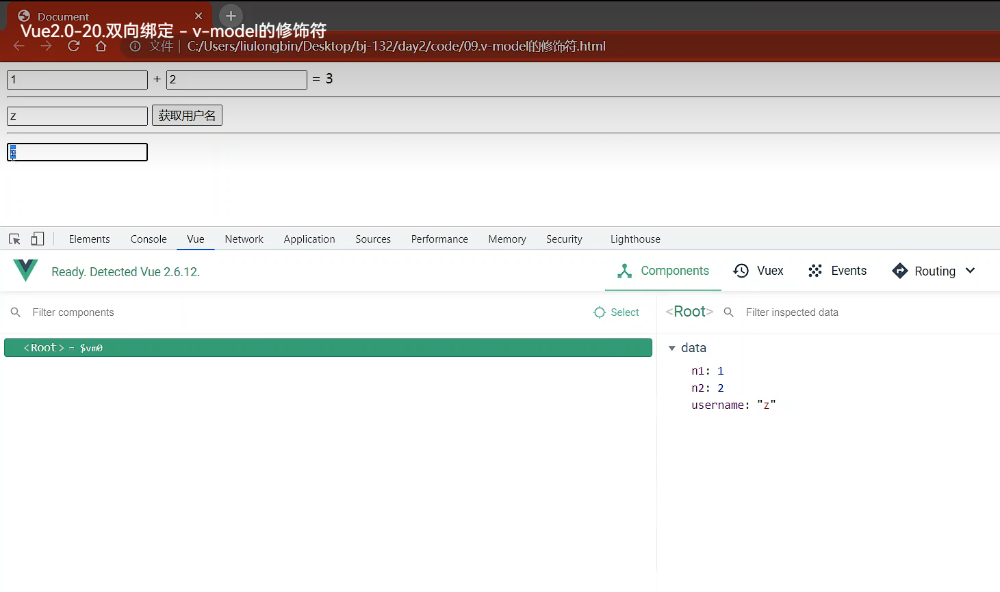 Document
Vue2.0-20.双向绑定 - v-model的修饰符
文件 | C:/Users/liulongbin/Desktop/bj-132/day2/code/09.v-model的修饰符.html
1 + 2 = 3
z 获取用户名
Elements Console Vue Network Application Sources Performance Memory Security Lighthouse
Ready. Detected Vue 2.6.12. Components Vuex Events Routing
Filter components Select <Root> Filter inspected data
<Root> = $vm0
data
n1: 1
n2: 2
username: "z"